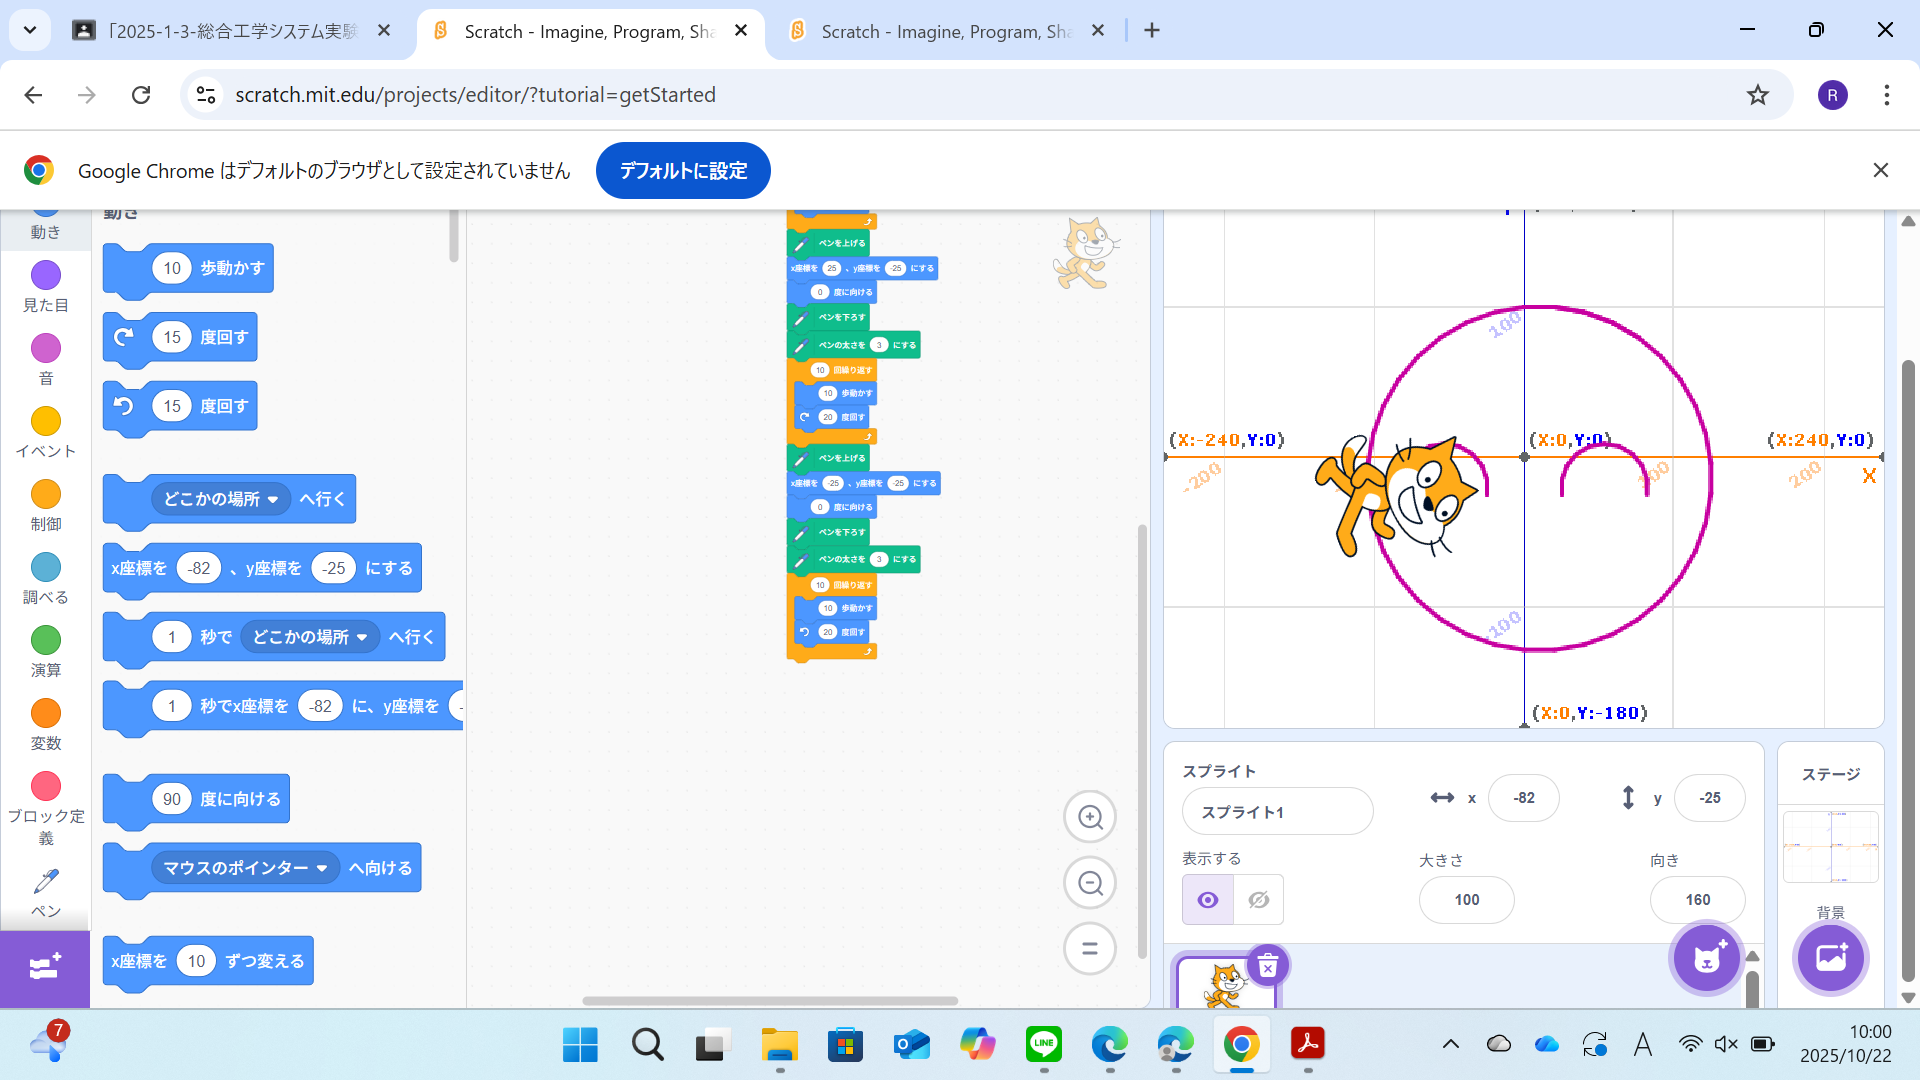 「2025-1-3-総合工学システム実験
Scratch - Imagine, Program, Sha
Scratch - Imagine, Program, Sha
scratch.mit.edu/projects/editor/?tutorial=getStarted
R
Google Chrome はデフォルトのブラウザとして設定されていません
デフォルトに設定
動き
見た目
音
イベント
制御
調べる
演算
変数
ブロック定義
ペン
動き
10 歩動かす
15 度回す
15 度回す
どこかの場所 へ行く
x座標を -82 、y座標を -25 にする
1 秒で どこかの場所 へ行く
1 秒でx座標を -82 に、y座標を -
90 度に向ける
マウスのポインター へ向ける
x座標を 10 ずつ変える
ペンを上げる
x座標を 25 、y座標を -25 にする
0 度に向ける
ペンを下ろす
ペンの太さを 3 にする
10 回繰り返す
10 歩動かす
20 度回す
ペンを上げる
x座標を -25 、y座標を -25 にする
0 度に向ける
ペンを下ろす
ペンの太さを 3 にする
10 回繰り返す
10 歩動かす
20 度回す
100
(X:-240,Y:0)
(X:0,Y:0)
(X:240,Y:0)
-200
100
200
X
-100
(X:0,Y:-180)
スプライト
スプライト1
x -82
y -25
表示する
大きさ
100
向き
160
ステージ
背景
7
LINE
A
10:00
2025/10/22